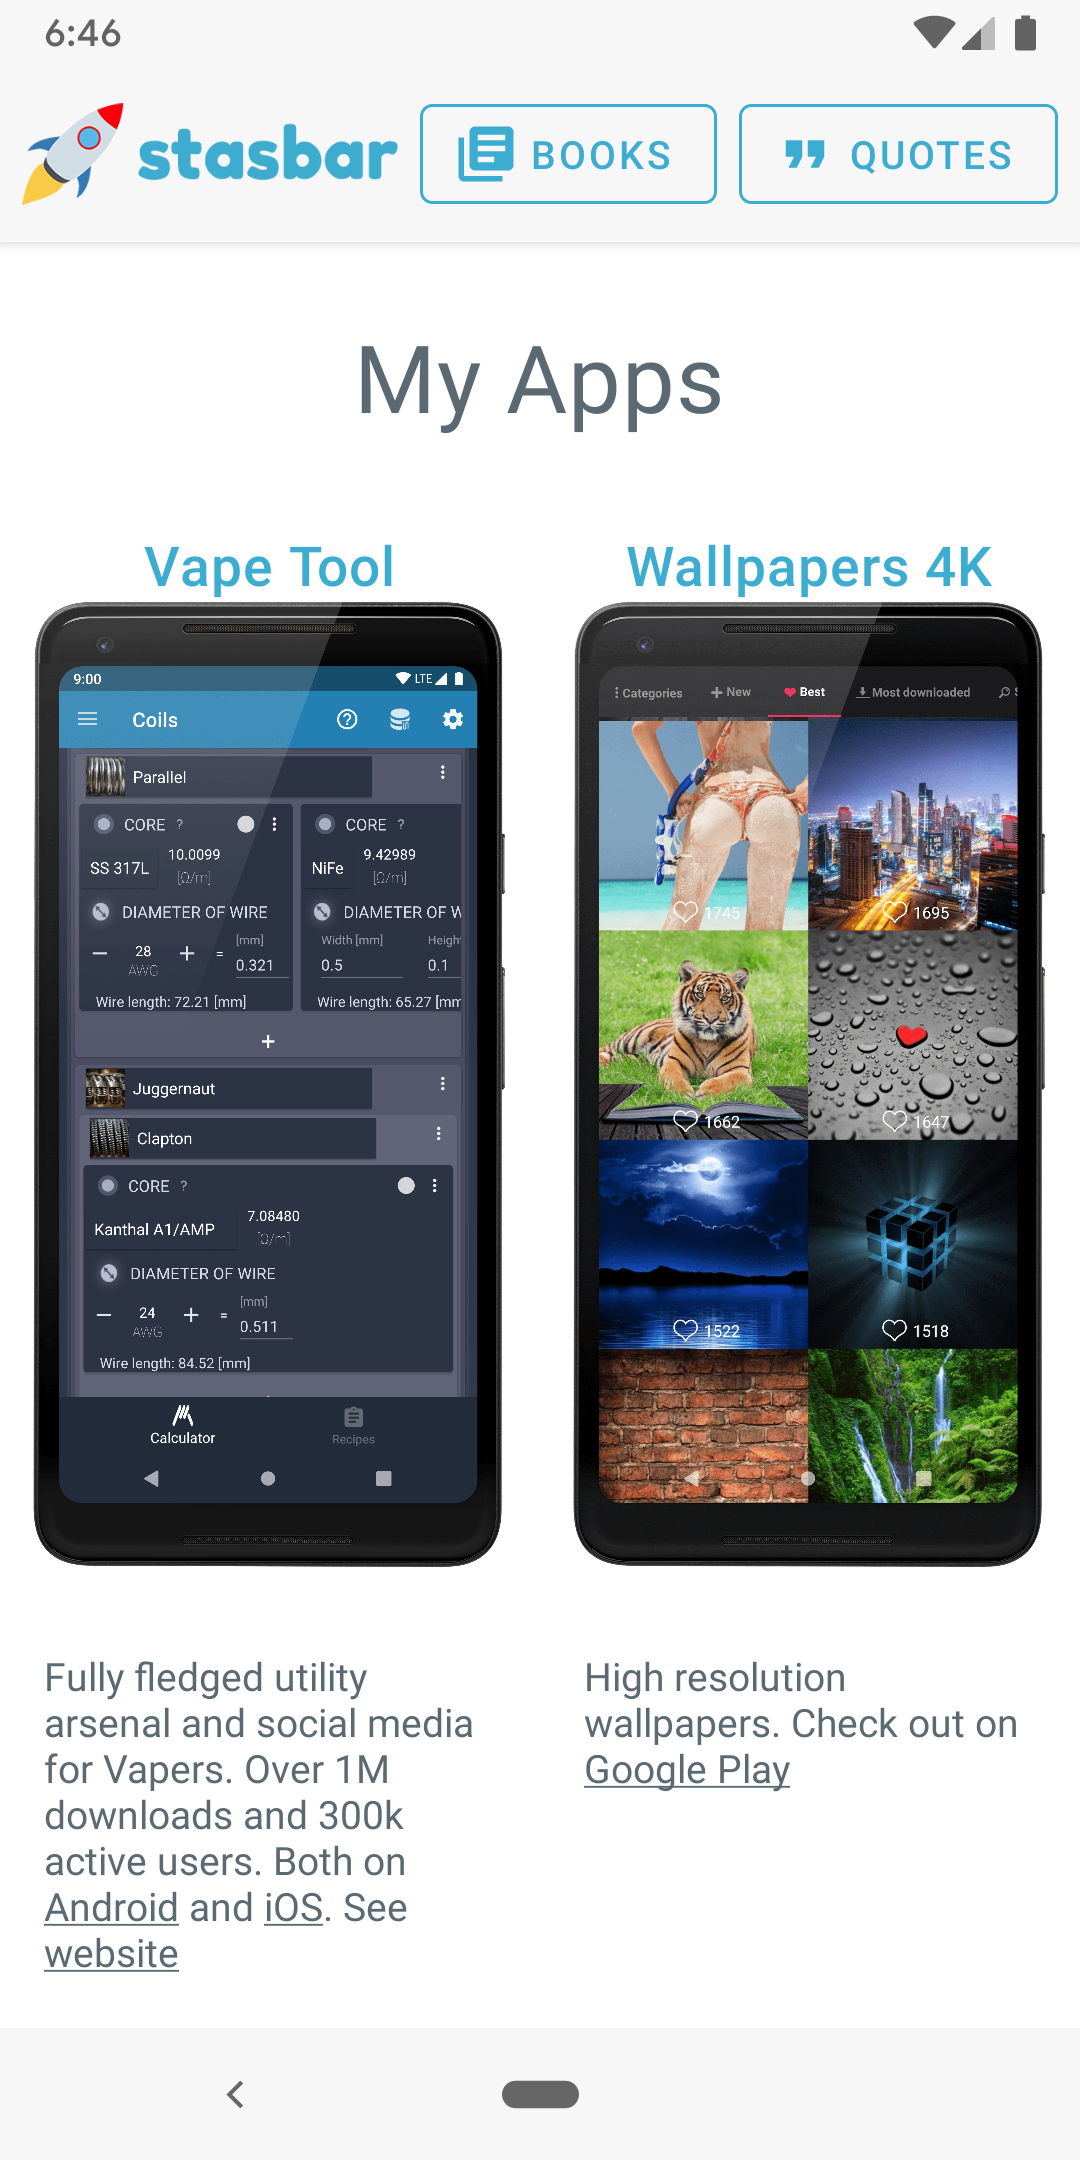 6:46
stasbar
BOOKS
QUOTES
My Apps
Vape Tool
9:00
LTE
Coils
Parallel
CORE ?
CORE ?
SS 317L
10.0099
[Ω/m]
NiFe
9.42989
[Ω/m]
DIAMETER OF WIRE
DIAMETER OF W
28
AWG
=
[mm]
0.321
Width [mm]
0.5
Heigh
0.1
Wire length: 72.21 [mm]
Wire length: 65.27 [mm
+
Juggernaut
Clapton
CORE ?
Kanthal A1/AMP
7.08480
[Ω/m]
DIAMETER OF WIRE
24
AWG
=
[mm]
0.511
Wire length: 84.52 [mm]
Calculator
Recipes
Fully fledged utility
arsenal and social media
for Vapers. Over 1M
downloads and 300k
active users. Both on
Android and iOS. See
website
Wallpapers 4K
Categories
New
Best
Most downloaded
S
1745
1695
1662
1647
1522
1518
High resolution
wallpapers. Check out on
Google Play